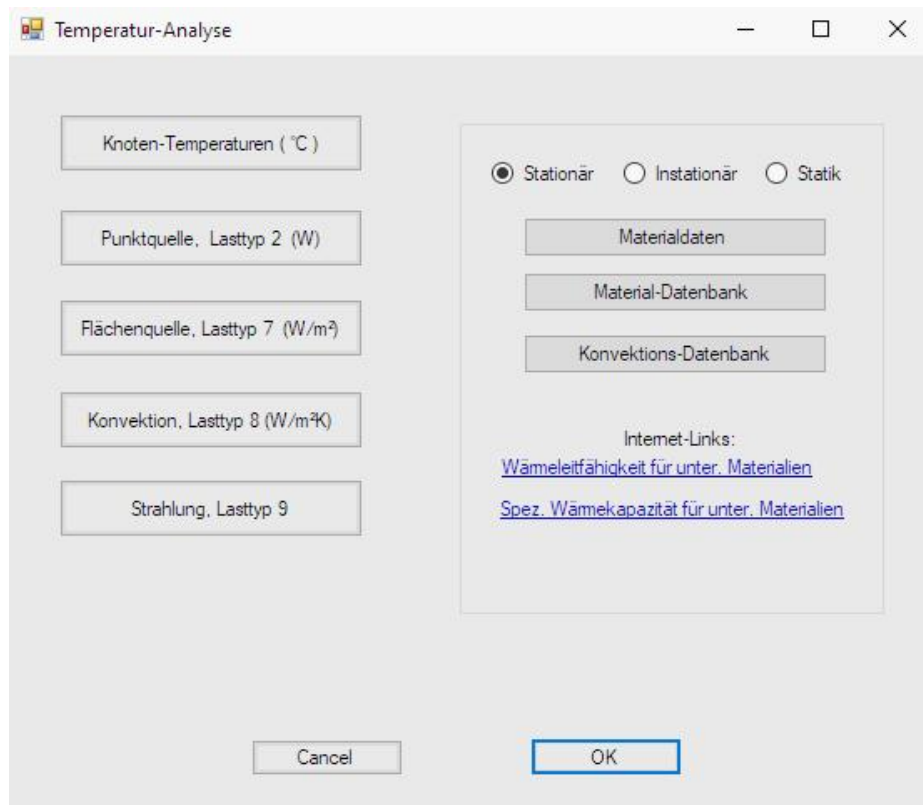 Temperatur-Analyse
Knoten-Temperaturen ( °C )
Punktquelle, Lasttyp 2 (W)
Flächenquelle, Lasttyp 7 (W/m²)
Konvektion, Lasttyp 8 (W/m²K)
Strahlung, Lasttyp 9
Stationär Instationär Statik
Materialdaten
Material-Datenbank
Konvektions-Datenbank
Internet-Links:
Wärmeleitfähigkeit für unter. Materialien
Spez. Wärmekapazität für unter. Materialien
Cancel OK